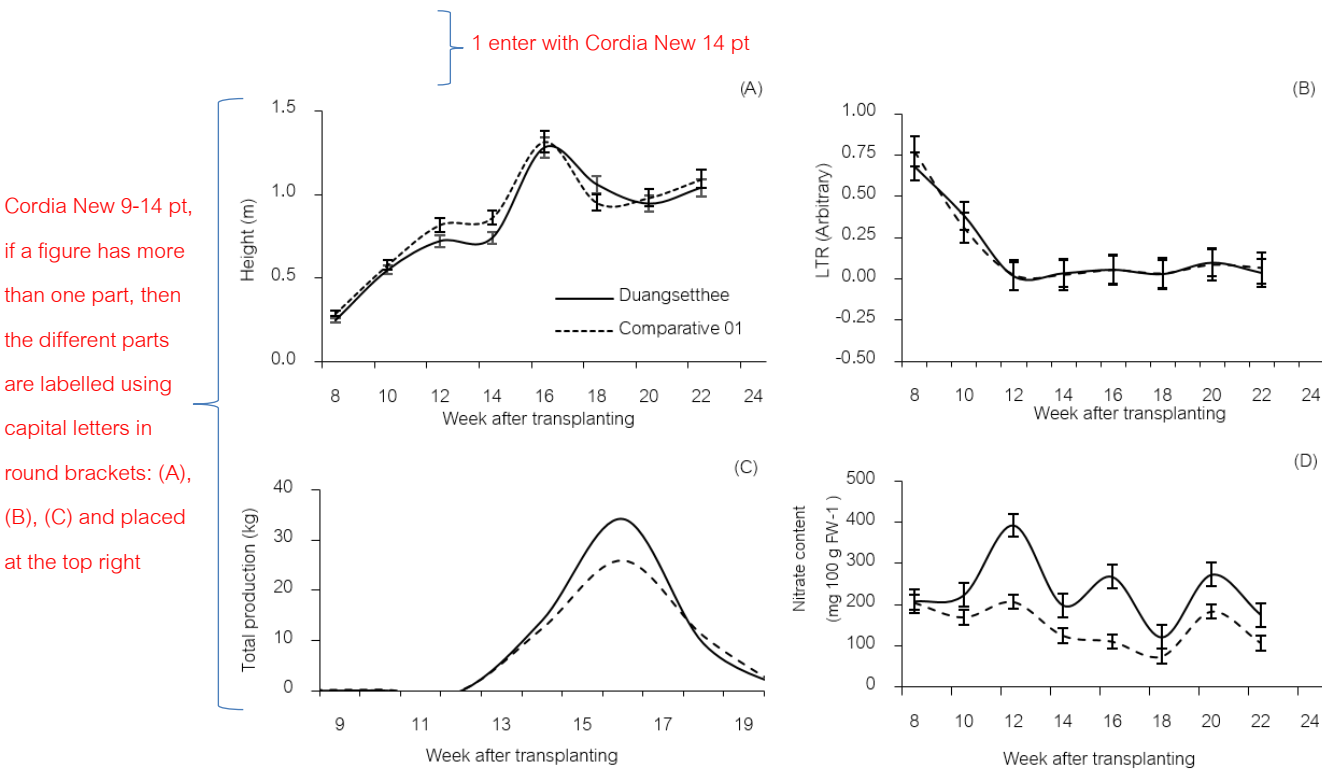 1 enter with Cordia New 14 pt
Cordia New 9-14 pt,
if a figure has more
than one part, then
the different parts
are labelled using
capital letters in
round brackets: (A),
(B), (C) and placed
at the top right
(A)
1.5
1.0
0.5
0.0
Height (m)
Duangsetthee
Comparative 01
8 10 12 14 16 18 20 22 24
Week after transplanting
(B)
1.00
0.75
0.50
0.25
0.00
-0.25
-0.50
LTR (Arbitrary)
8 10 12 14 16 18 20 22 24
Week after transplanting
(C)
40
30
20
10
0
Total production (kg)
9 11 13 15 17 19
Week after transplanting
(D)
500
400
300
200
100
0
Nitrate content
(mg 100 g FW-1 )
8 10 12 14 16 18 20 22 24
Week after transplanting